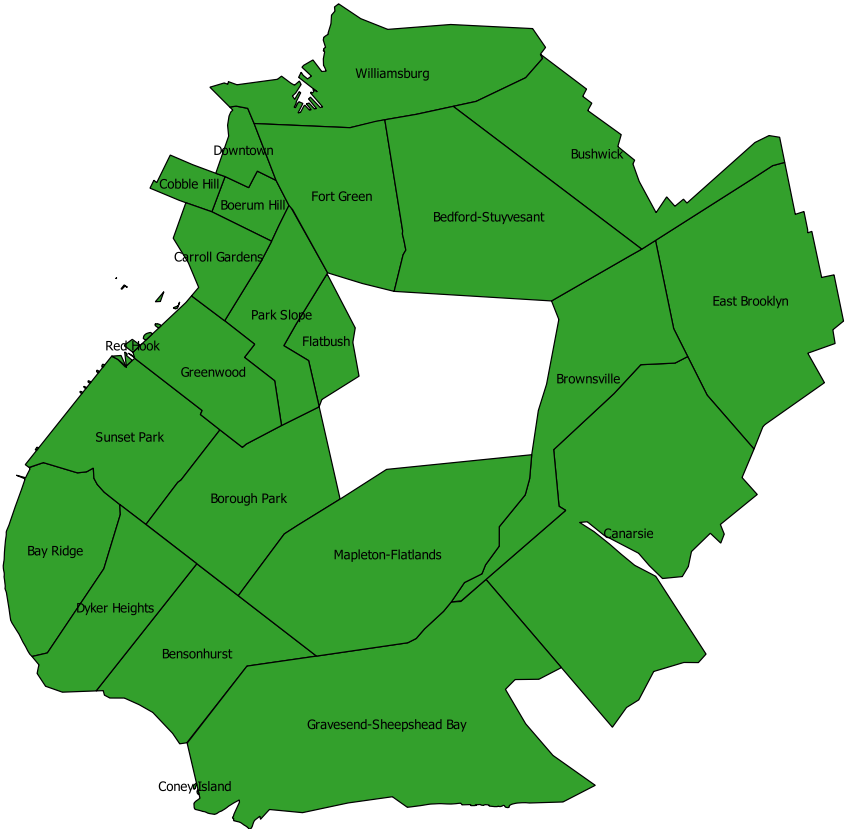 Williamsburg
Downtown
Bushwick
Cobble Hill
Fort Green
Boerum Hill
Bedford-Stuyvesant
Carroll Gardens
East Brooklyn
Park Slope
Flatbush
Red Hook
Greenwood
Brownsville
Sunset Park
Borough Park
Canarsie
Bay Ridge
Mapleton-Flatlands
Dyker Heights
Bensonhurst
Gravesend-Sheepshead Bay
Coney Island